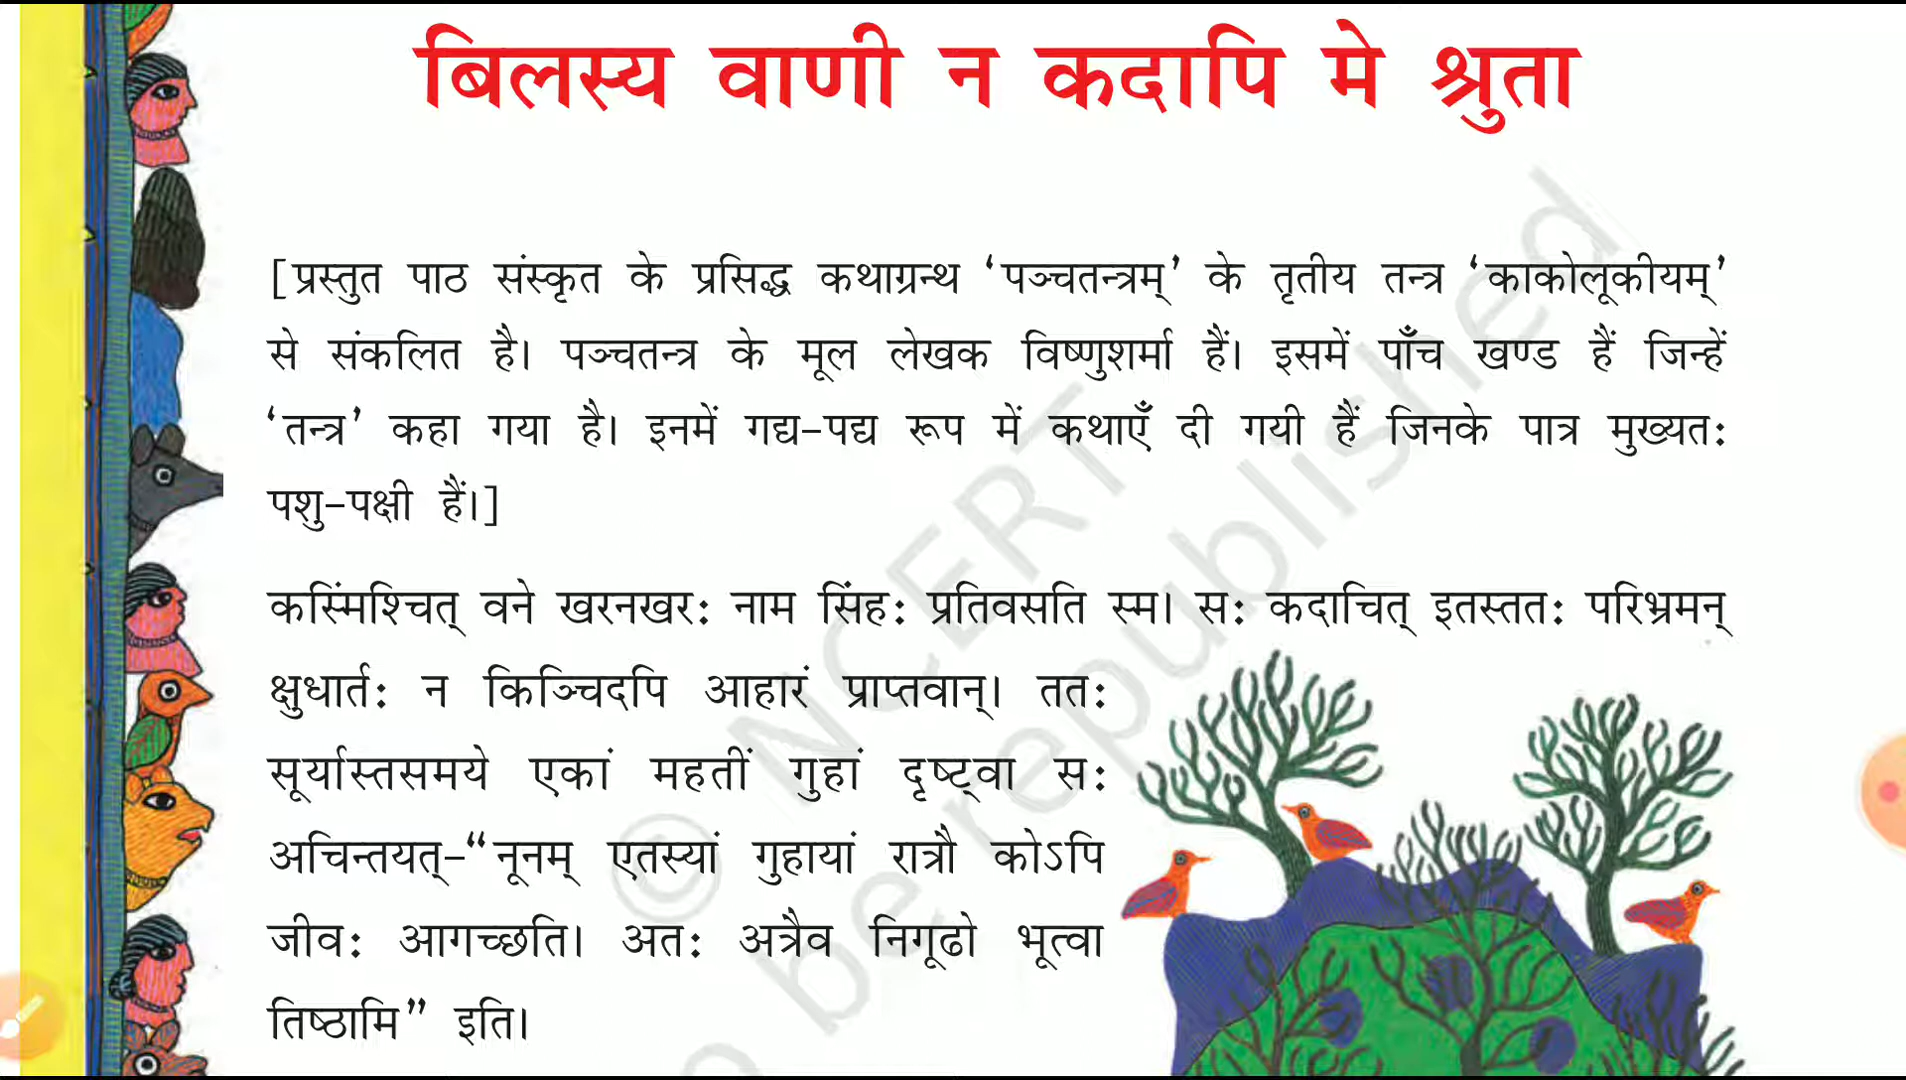 बिलस्य वाणी न कदापि मे श्रुता
[प्रस्तुत पाठ संस्कृत के प्रसिद्ध कथाग्रन्थ ‘पञ्चतन्त्रम्’ के तृतीय तन्त्र ‘काकोलूकीयम्’
से संकलित है। पञ्चतन्त्र के मूल लेखक विष्णुशर्मा हैं। इसमें पाँच खण्ड हैं जिन्हें
‘तन्त्र’ कहा गया है। इनमें गद्य-पद्य रूप में कथाएँ दी गयी हैं जिनके पात्र मुख्यतः
पशु-पक्षी हैं।]
कस्मिंश्चित् वने खरनखरः नाम सिंहः प्रतिवसति स्म। सः कदाचित् इतस्ततः परिभ्रमन्
क्षुधार्तः न किञ्चिदपि आहारं प्राप्तवान्। ततः
सूर्यास्तसमये एकां महतीं गुहां दृष्ट्वा सः
अचिन्तयत्-“नूनम् एतस्यां गुहायां रात्रौ कोऽपि
जीवः आगच्छति। अतः अत्रैव निगूढो भूत्वा
तिष्ठामि” इति।
© NCERT
be republished